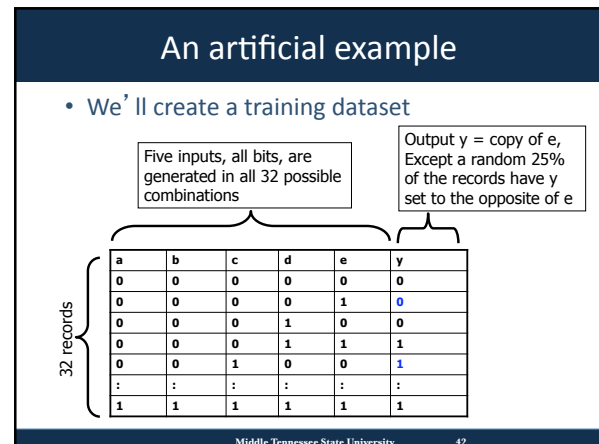 An artificial example
• We'll create a training dataset
Five inputs, all bits, are
generated in all 32 possible
combinations
Output y = copy of e,
Except a random 25%
of the records have y
set to the opposite of e
32 records
a b c d e y
0 0 0 0 0 0
0 0 0 0 1 0
0 0 0 1 0 0
0 0 0 1 1 1
0 0 1 0 0 1
: : : : : :
1 1 1 1 1 1
Middle Tennessee State University 42